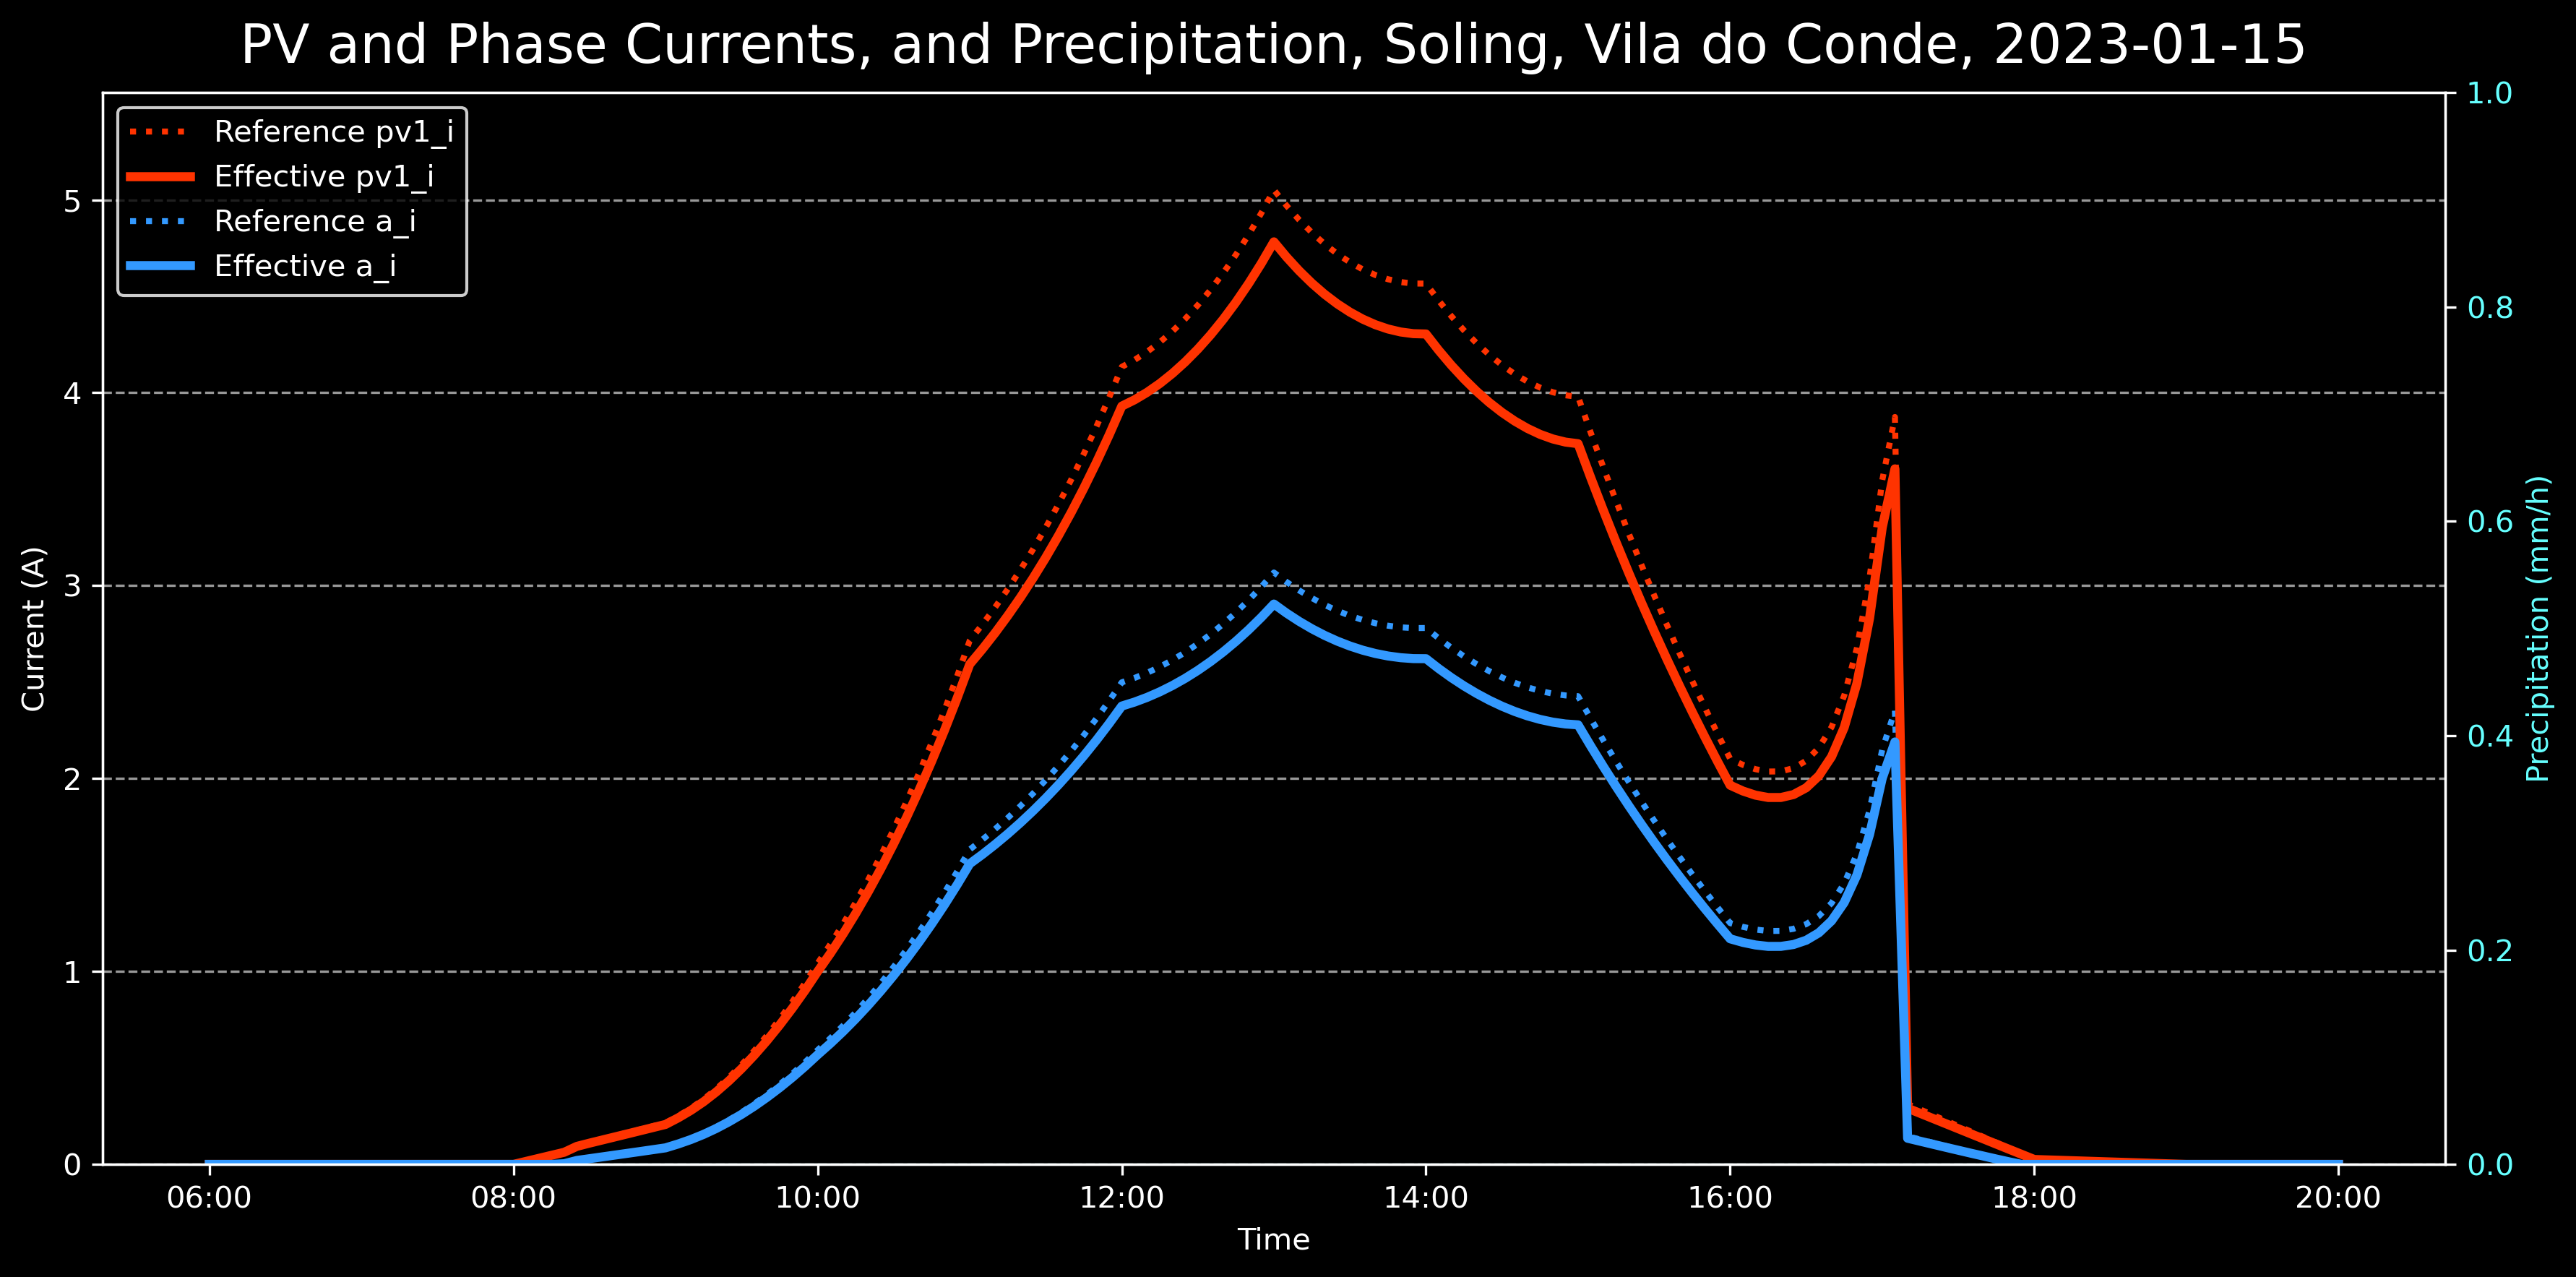 PV and Phase Currents, and Precipitation, Soling, Vila do Conde, 2023-01-15
Reference pv1_i
Effective pv1_i
Reference a_i
Effective a_i
Current (A)
5
4
3
2
1
0
1.0
0.8
0.6
0.4
0.2
0.0
Precipitation (mm/h)
06:00 08:00 10:00 12:00 14:00 16:00 18:00 20:00
Time